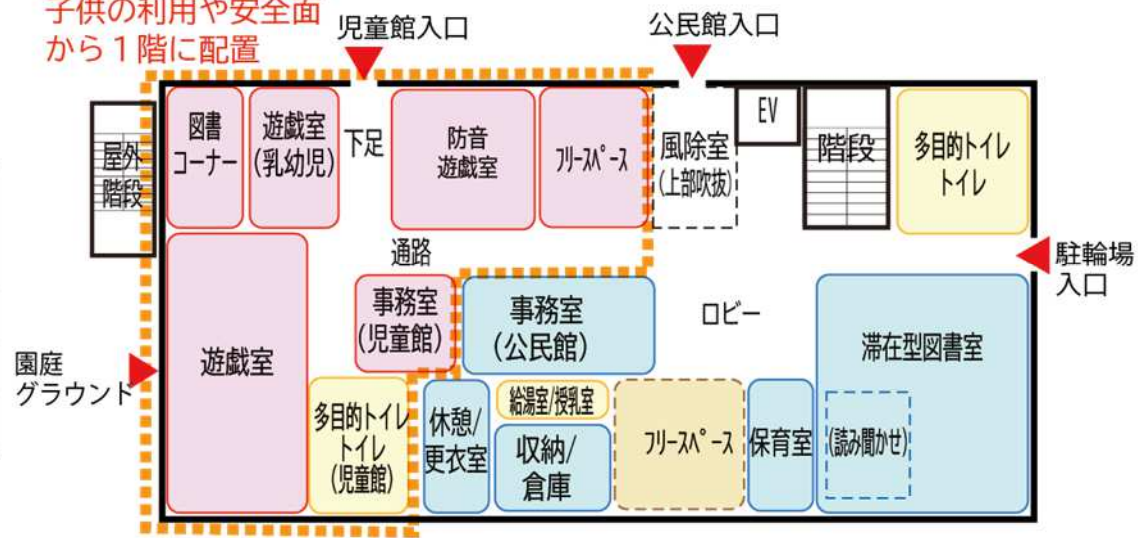 子供の利用や安全面
から１階に配置
児童館入口
公民館入口
屋外
階段
図書
コーナー
遊戯室
(乳幼児)
下足
防音
遊戯室
ﾌﾘｰｽﾍﾟｰｽ
風除室
(上部吹抜)
EV
階段
多目的トイレ
トイレ
通路
駐輪場
入口
事務室
(児童館)
事務室
(公民館)
ロビー
滞在型図書室
園庭
グラウンド
遊戯室
多目的トイレ
トイレ
(児童館)
休憩/
更衣室
給湯室/授乳室
収納/
倉庫
ﾌﾘｰｽﾍﾟｰｽ
保育室
(読み聞かせ)